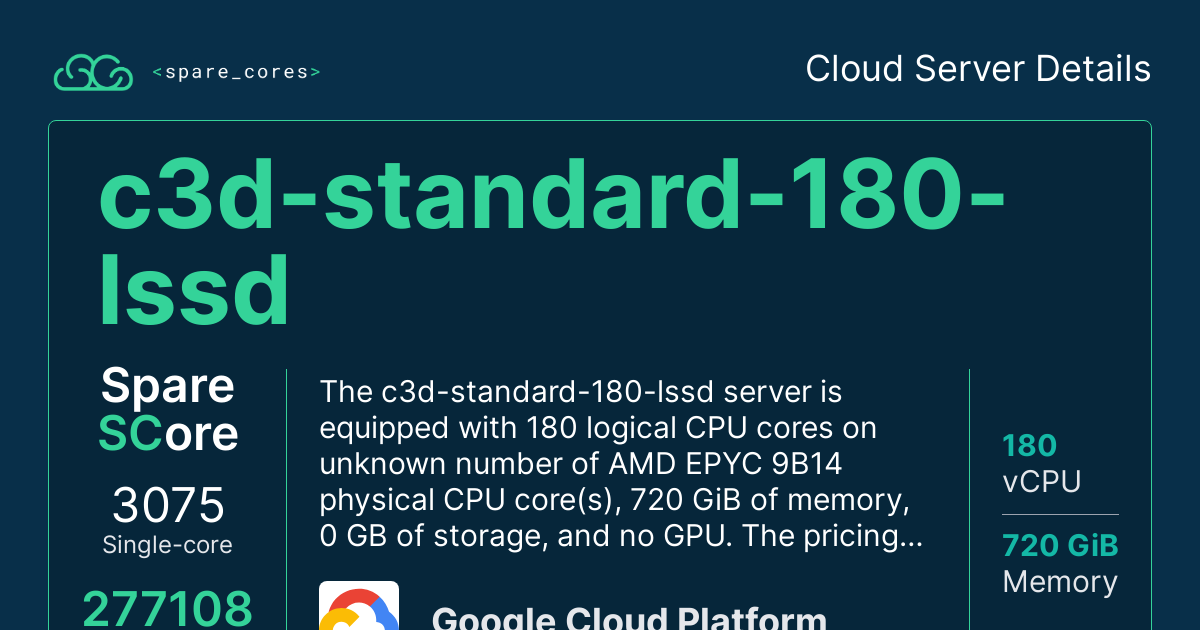 <spare_cores>
Cloud Server Details
c3d-standard-180-
lssd
Spare
SCore
3075
Single-core
277108
The c3d-standard-180-lssd server is
equipped with 180 logical CPU cores on
unknown number of AMD EPYC 9B14
physical CPU core(s), 720 GiB of memory,
0 GB of storage, and no GPU. The pricing...
Google Cloud Platform
180
vCPU
720 GiB
Memory